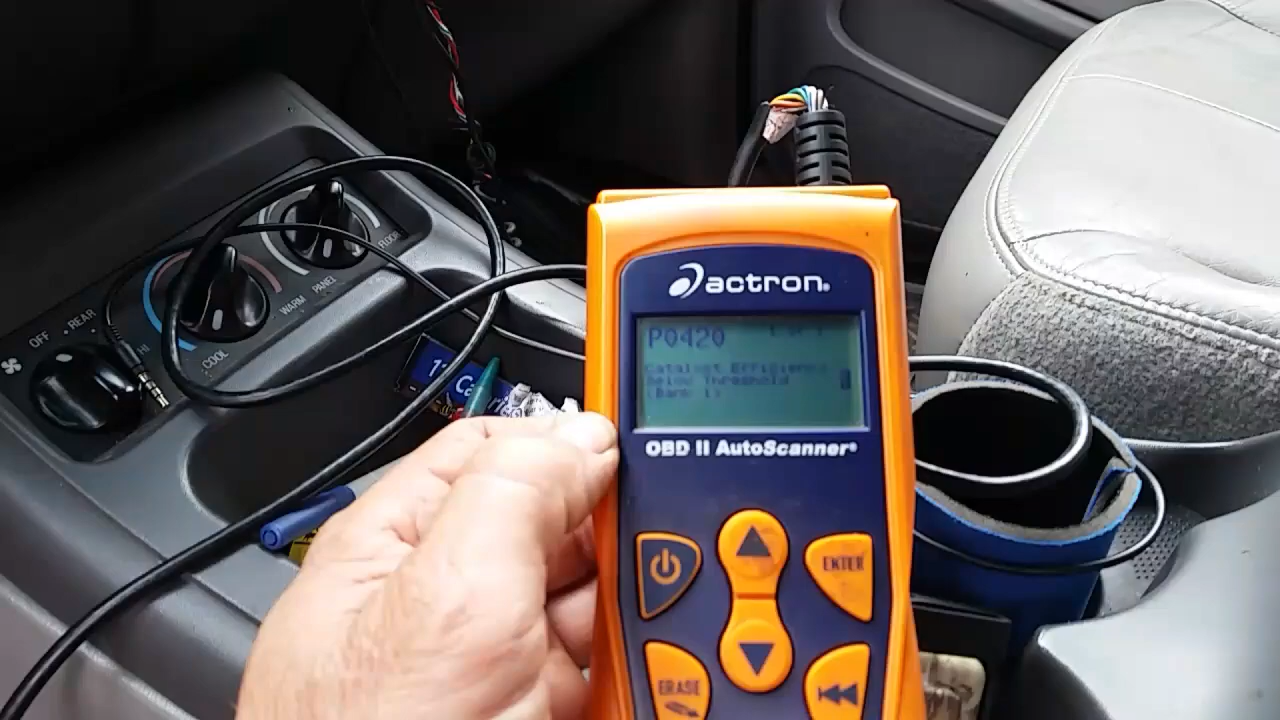 actron®
P0420
Catalyst Efficiency
Below Threshold
(Bank 1)
OBD II AutoScanner®
ENTER
ERASE
OFF
REAR
HI
COOL
WARM
PANEL
FLOOR